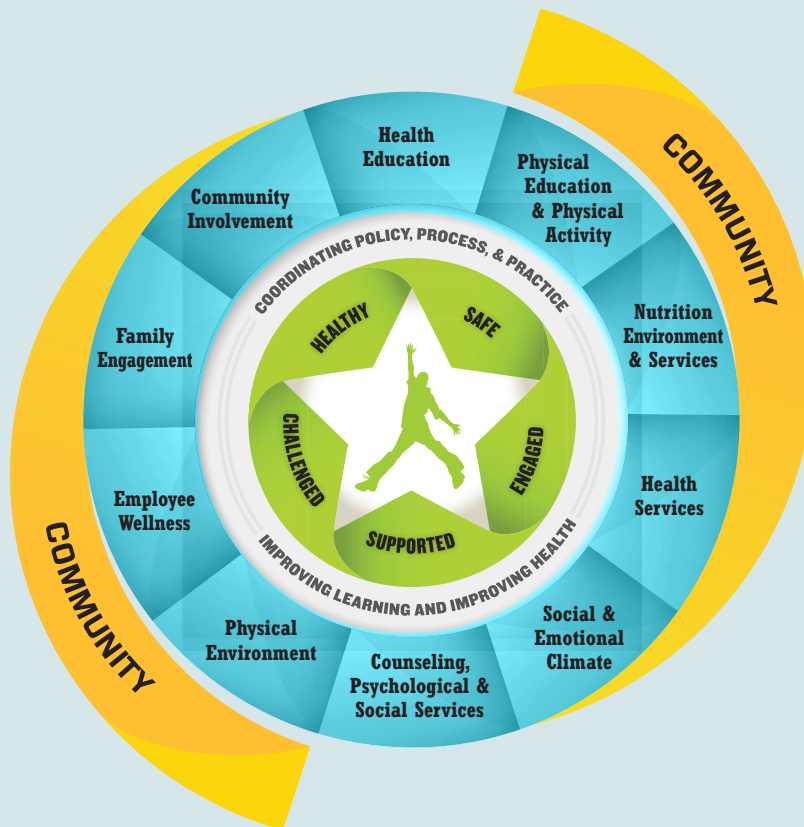 COMMUNITY
Health
Education
Physical
Education
& Physical
Activity
Nutrition
Environment
& Services
Health
Services
Social &
Emotional
Climate
Counseling,
Psychological &
Social Services
Physical
Environment
Employee
Wellness
Family
Engagement
Community
Involvement
COORDINATING POLICY, PROCESS, & PRACTICE
IMPROVING LEARNING AND IMPROVING HEALTH
HEALTHY
SAFE
ENGAGED
SUPPORTED
CHALLENGED
COMMUNITY